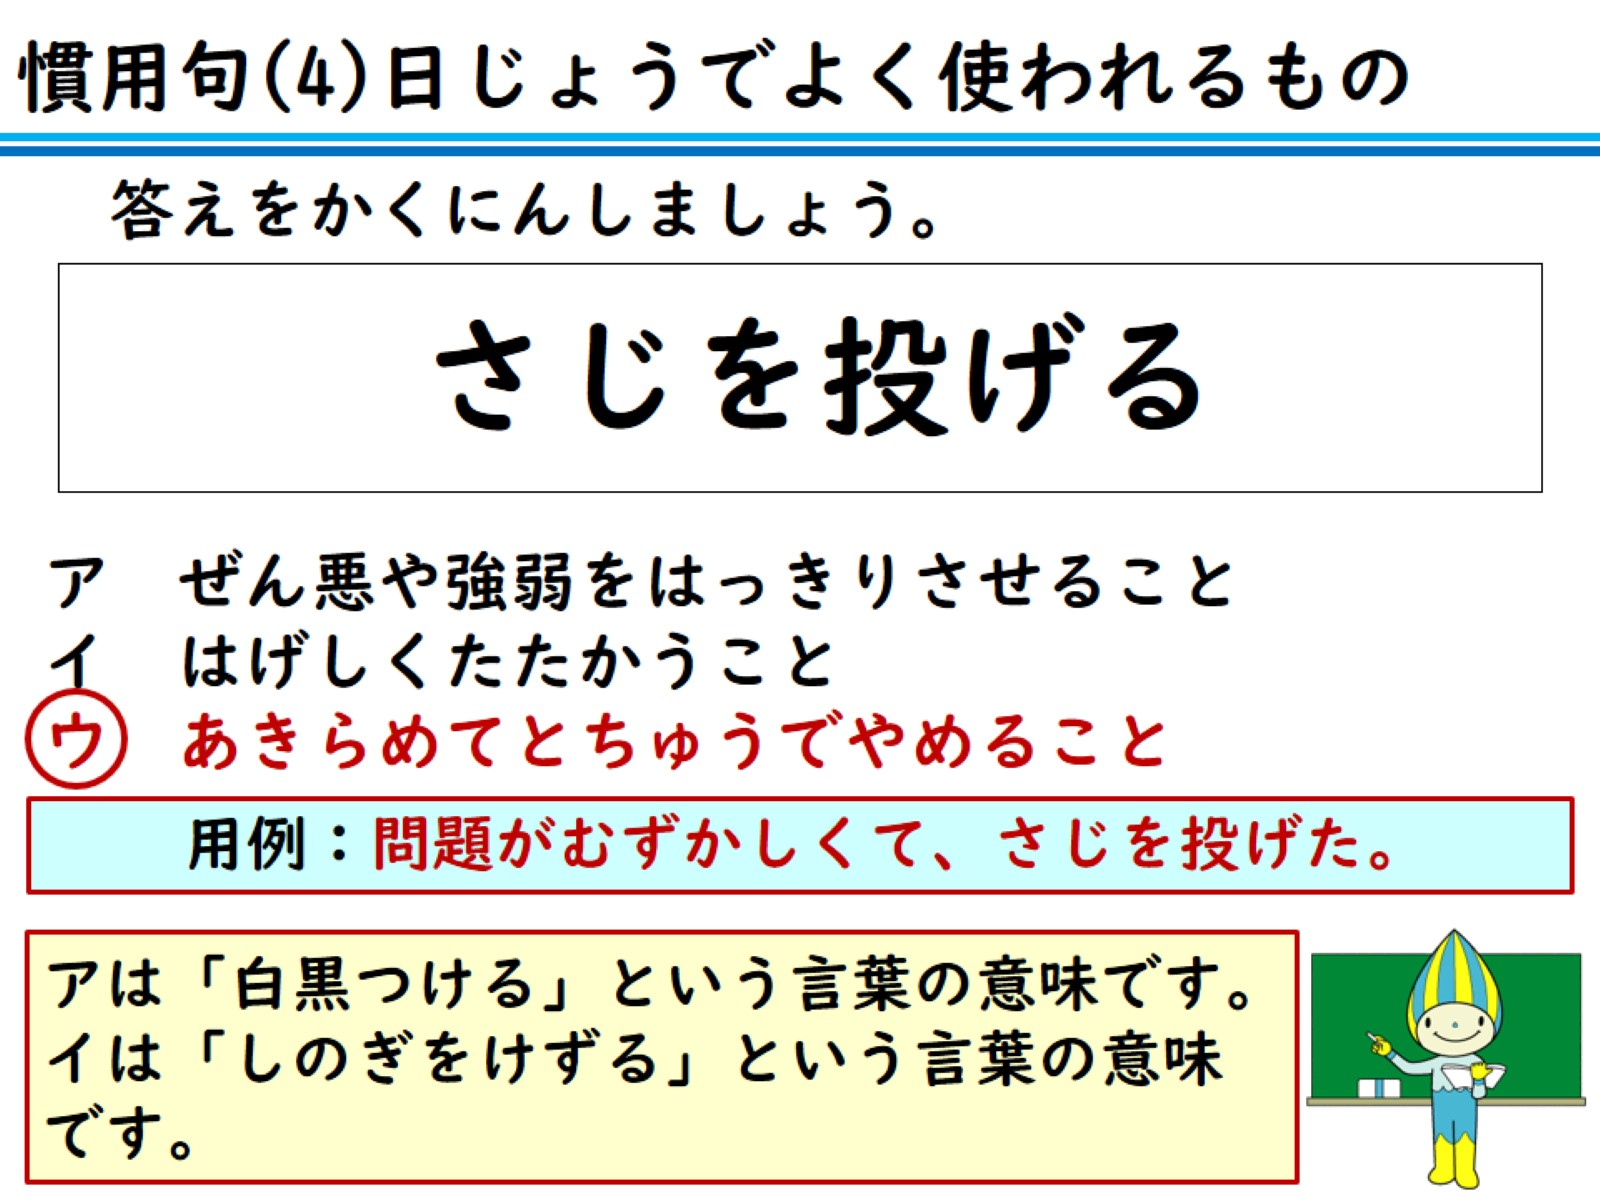 慣用句(4)日じょうでよく使われるもの
答えをかくにんしましょう。
さじを投げる
ア　ぜん悪や強弱をはっきりさせること
イ　はげしくたたかうこと
ウ　あきらめてとちゅうでやめること
用例：問題がむずかしくて、さじを投げた。
アは「白黒つける」という言葉の意味です。
イは「しのぎをけずる」という言葉の意味
です。